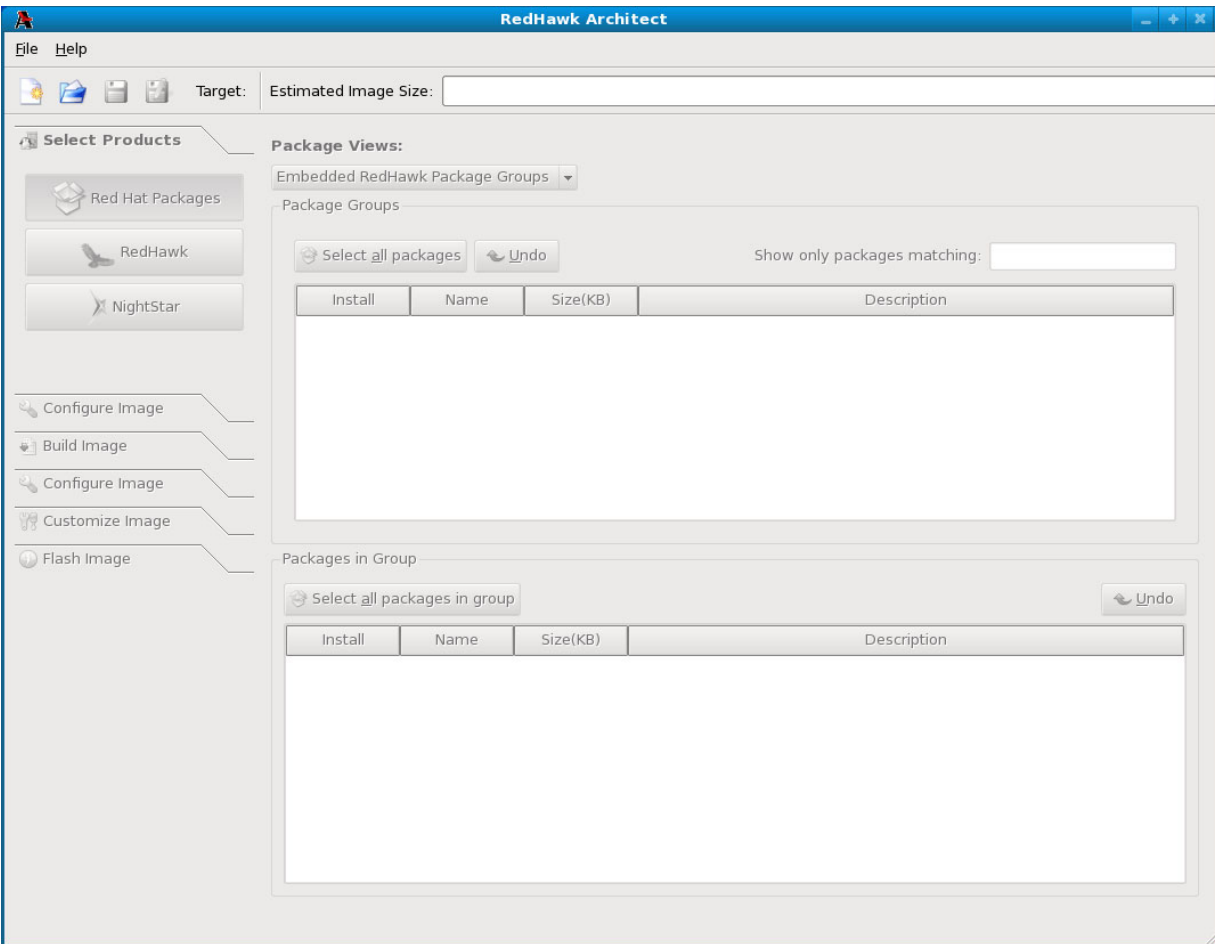 RedHawk Architect
File Help
Target: Estimated Image Size:
Select Products
Red Hat Packages
RedHawk
NightStar
Configure Image
Build Image
Configure Image
Customize Image
Flash Image
Package Views:
Embedded RedHawk Package Groups
Package Groups
Select all packages Undo Show only packages matching:
Install Name Size(KB) Description
Packages in Group
Select all packages in group Undo
Install Name Size(KB) Description